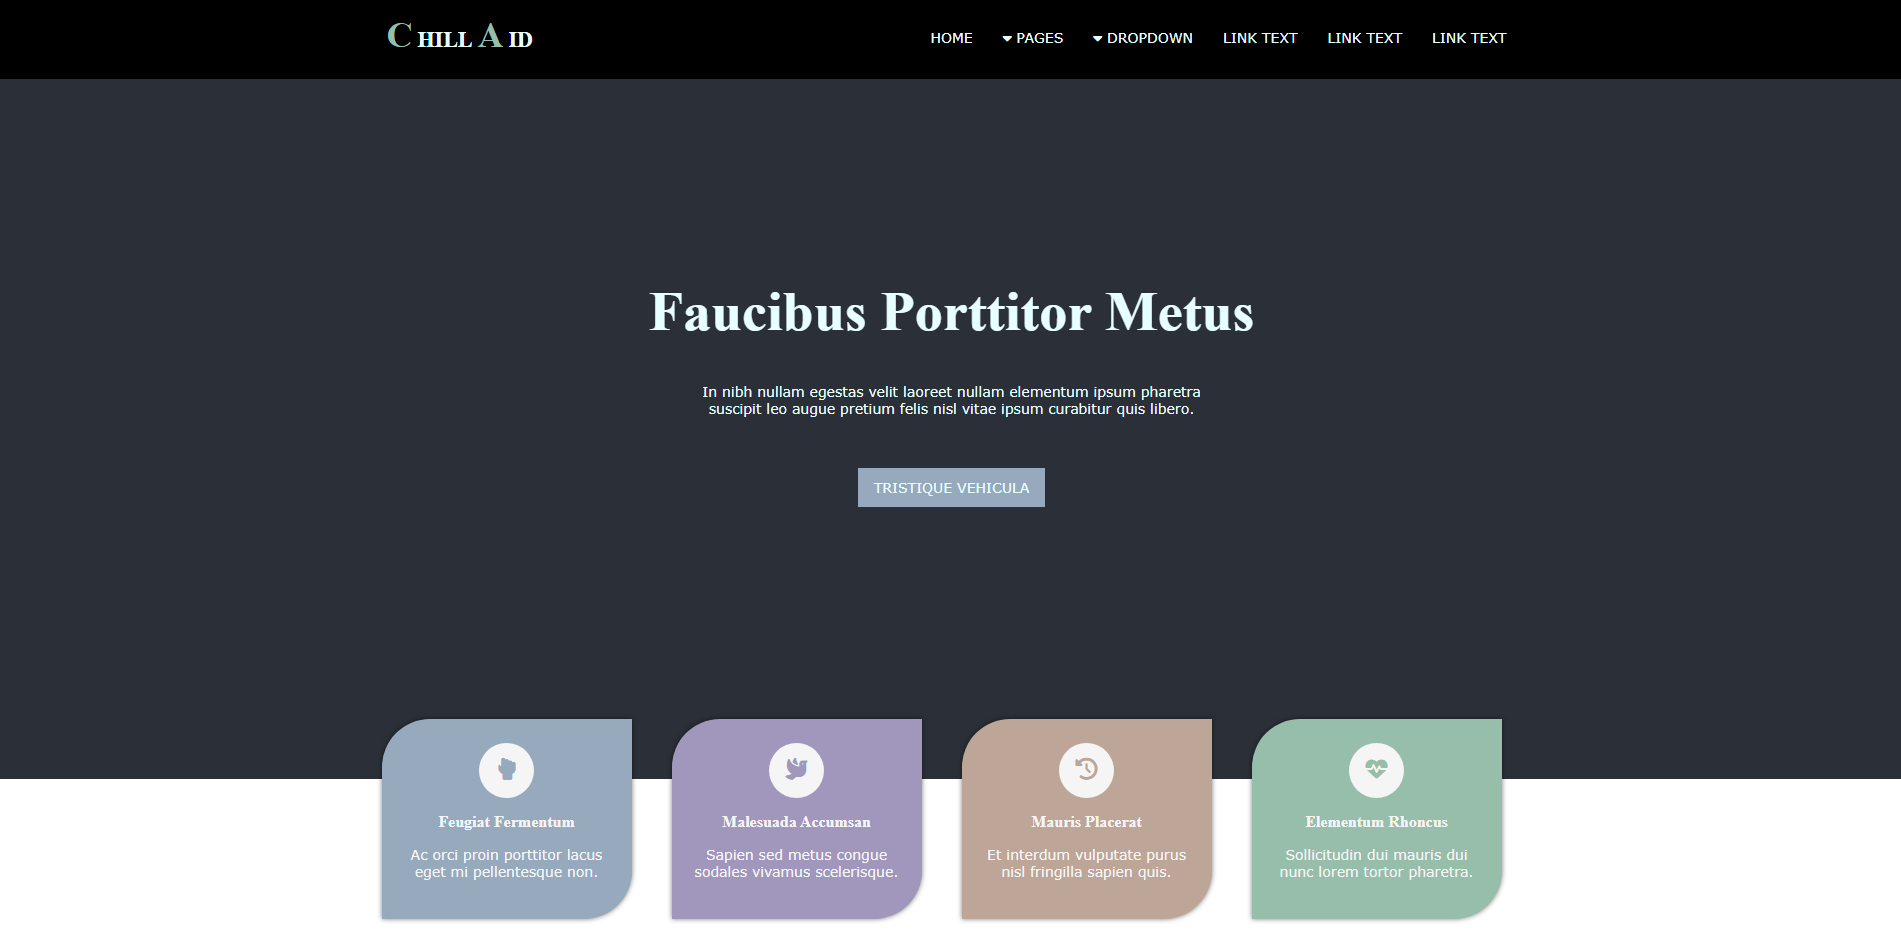 C HILL A ID
HOME PAGES DROPDOWN LINK TEXT LINK TEXT LINK TEXT
Faucibus Porttitor Metus
In nibh nullam egestas velit laoreet nullam elementum ipsum pharetra
suscipit leo augue pretium felis nisl vitae ipsum curabitur quis libero.
TRISTIQUE VEHICULA
Feugiat Fermentum
Ac orci proin porttitor lacus
eget mi pellentesque non.
Malesuada Accumsan
Sapien sed metus congue
sodales vivamus scelerisque.
Mauris Placerat
Et interdum vulputate purus
nisl fringilla sapien quis.
Elementum Rhoncus
Sollicitudin dui mauris dui
nunc lorem tortor pharetra.